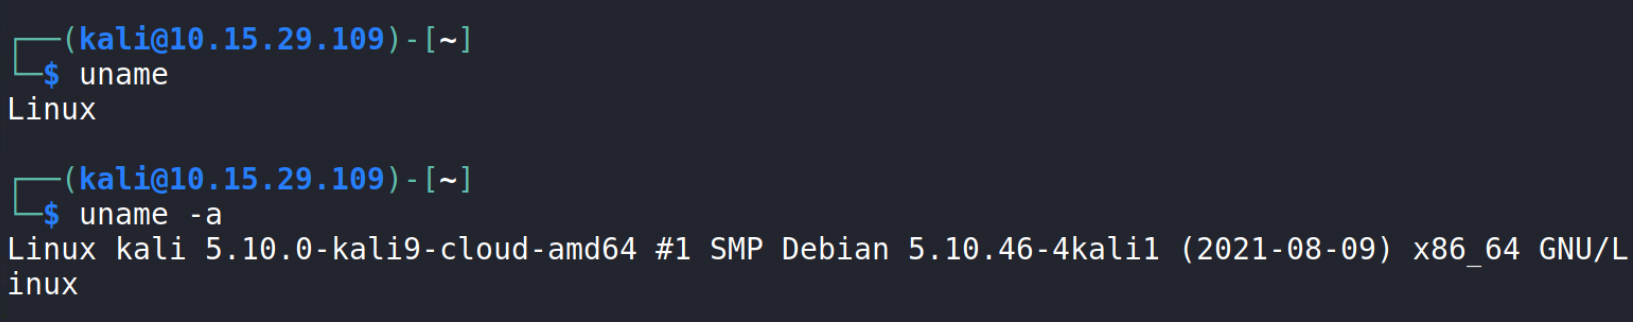 ┌──(kali@10.15.29.109)-[~]
└─$ uname
Linux
┌──(kali@10.15.29.109)-[~]
└─$ uname -a
Linux kali 5.10.0-kali9-cloud-amd64 #1 SMP Debian 5.10.46-4kali1 (2021-08-09) x86_64 GNU/L
inux